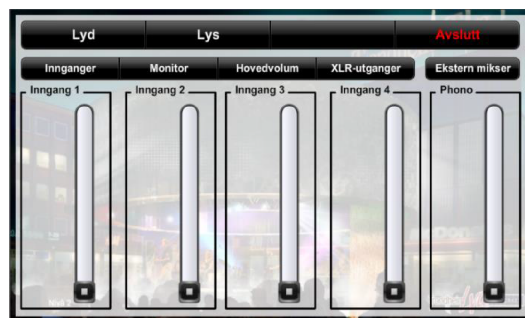 Lyd Lys Avslutt
Innganger Monitor Hovedvolum XLR-utganger Ekstern mikser
Inngang 1 Inngang 2 Inngang 3 Inngang 4 Phono